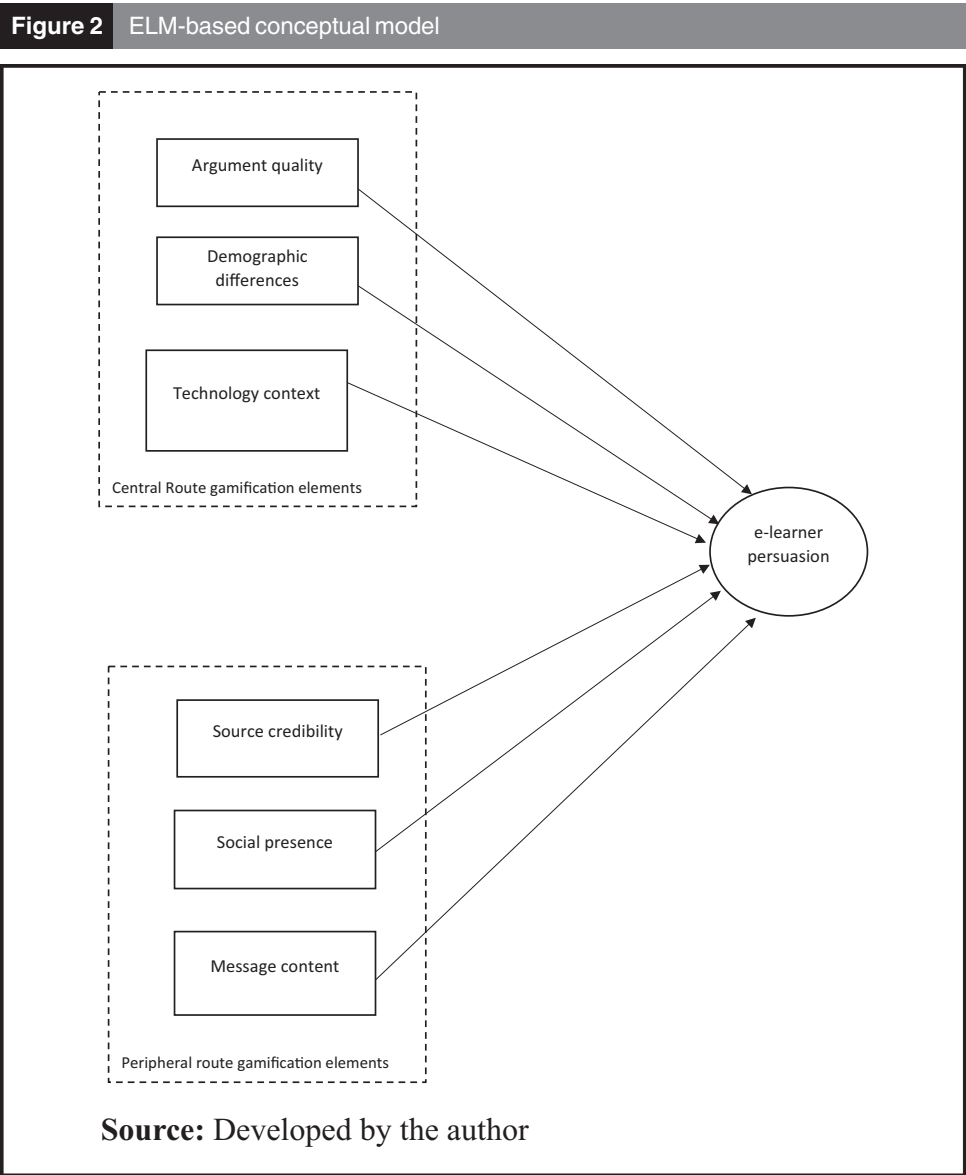 Figure 2 ELM-based conceptual model
Argument quality
Demographic
differences
Technology context
Central Route gamification elements
e-learner
persuasion
Source credibility
Social presence
Message content
Peripheral route gamification elements
Source: Developed by the author